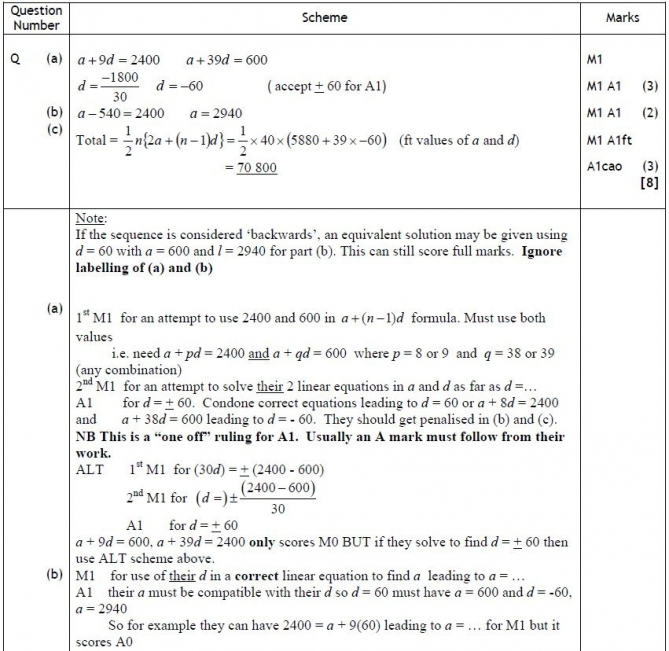 Question Number Scheme Marks
Q (a) a + 9d = 2400 a + 39d = 600 M1
d = −1800/30 d = −60 ( accept ± 60 for A1) M1 A1 (3)
(b) a − 540 = 2400 a = 2940 M1 A1 (2)
(c) Total = 1/2 n{2a + (n − 1)d} = 1/2 × 40 × (5880 + 39 × −60) (ft values of a and d) M1 A1ft
= 70 800 A1cao (3)
[8]
Note:
If the sequence is considered ‘backwards’, an equivalent solution may be given using
d = 60 with a = 600 and l = 2940 for part (b). This can still score full marks. Ignore
labelling of (a) and (b)
(a) 1st M1 for an attempt to use 2400 and 600 in a + (n − 1)d formula. Must use both
values
i.e. need a + pd = 2400 and a + qd = 600 where p = 8 or 9 and q = 38 or 39
(any combination)
2nd M1 for an attempt to solve their 2 linear equations in a and d as far as d =…
A1 for d = ± 60. Condone correct equations leading to d = 60 or a + 8d = 2400
and a + 38d = 600 leading to d = - 60. They should get penalised in (b) and (c).
NB This is a “one off” ruling for A1. Usually an A mark must follow from their
work.
ALT 1st M1 for (30d) = ± (2400 - 600)
2nd M1 for (d =) ± (2400 − 600)/30
A1 for d = ± 60
a + 9d = 600, a + 39d = 2400 only scores M0 BUT if they solve to find d = ± 60 then
use ALT scheme above.
(b) M1 for use of their d in a correct linear equation to find a leading to a = …
A1 their a must be compatible with their d so d = 60 must have a = 600 and d = -60,
a = 2940
So for example they can have 2400 = a + 9(60) leading to a = … for M1 but it
scores A0